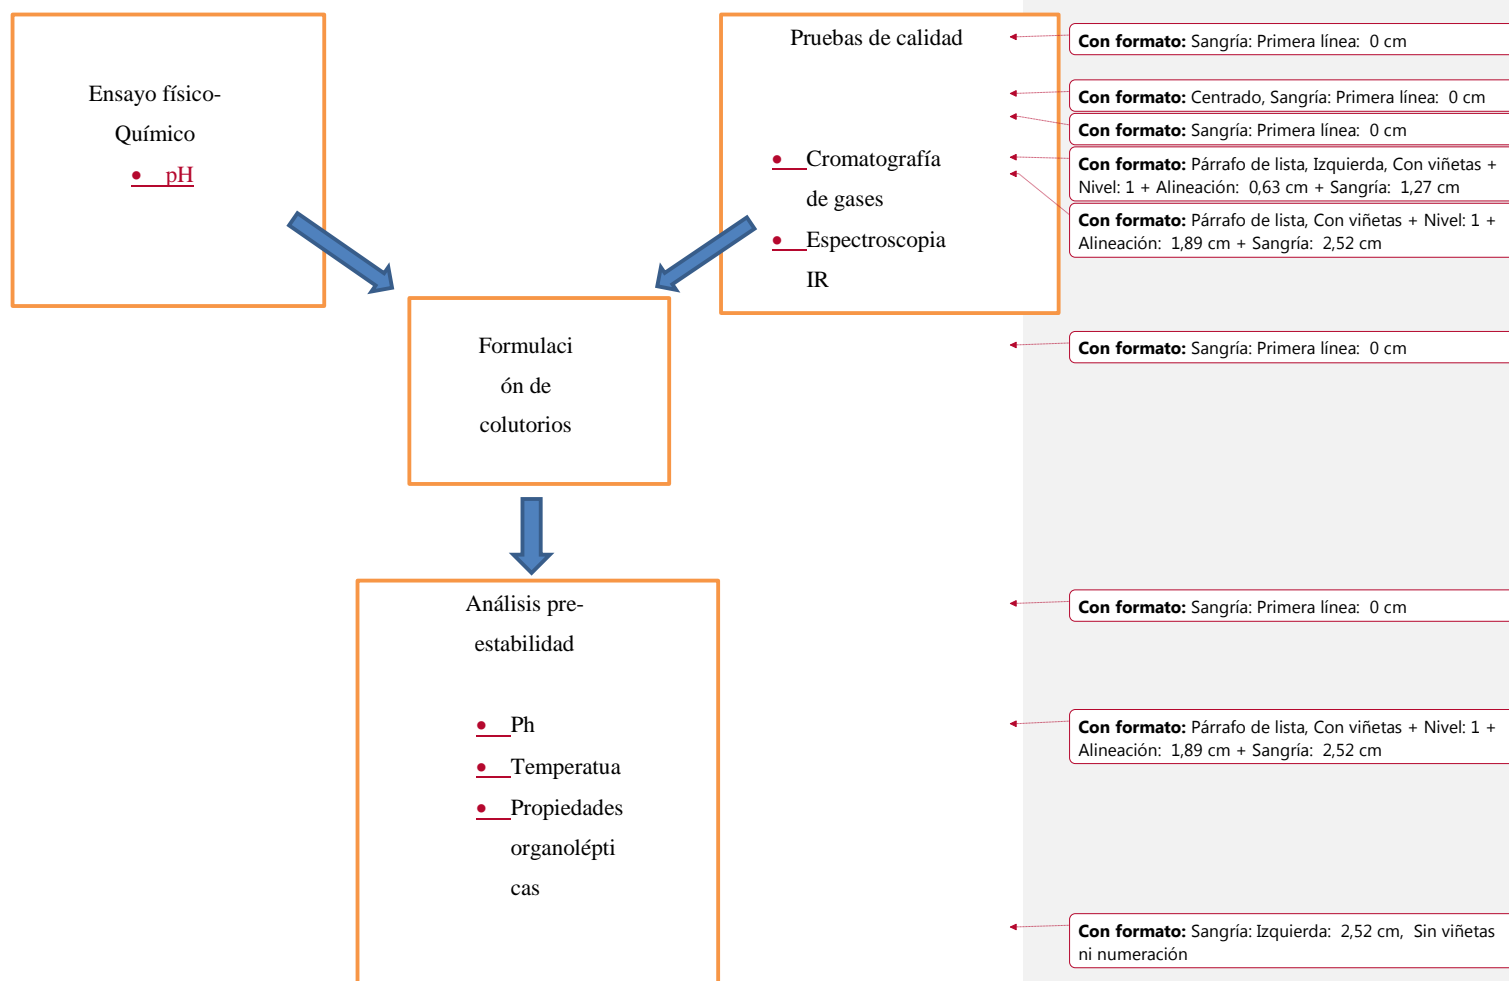 Ensayo físico-
Químico
• pH
Pruebas de calidad
• Cromatografía
de gases
• Espectroscopia
IR
Formulaci
ón de
colutorios
Análisis pre-
estabilidad
• Ph
• Temperatua
• Propiedades
organolépti
cas
Con formato: Sangría: Primera línea: 0 cm
Con formato: Centrado, Sangría: Primera línea: 0 cm
Con formato: Sangría: Primera línea: 0 cm
Con formato: Párrafo de lista, Izquierda, Con viñetas +
Nivel: 1 + Alineación: 0,63 cm + Sangría: 1,27 cm
Con formato: Párrafo de lista, Con viñetas + Nivel: 1 +
Alineación: 1,89 cm + Sangría: 2,52 cm
Con formato: Sangría: Primera línea: 0 cm
Con formato: Sangría: Primera línea: 0 cm
Con formato: Párrafo de lista, Con viñetas + Nivel: 1 +
Alineación: 1,89 cm + Sangría: 2,52 cm
Con formato: Sangría: Izquierda: 2,52 cm, Sin viñetas
ni numeración